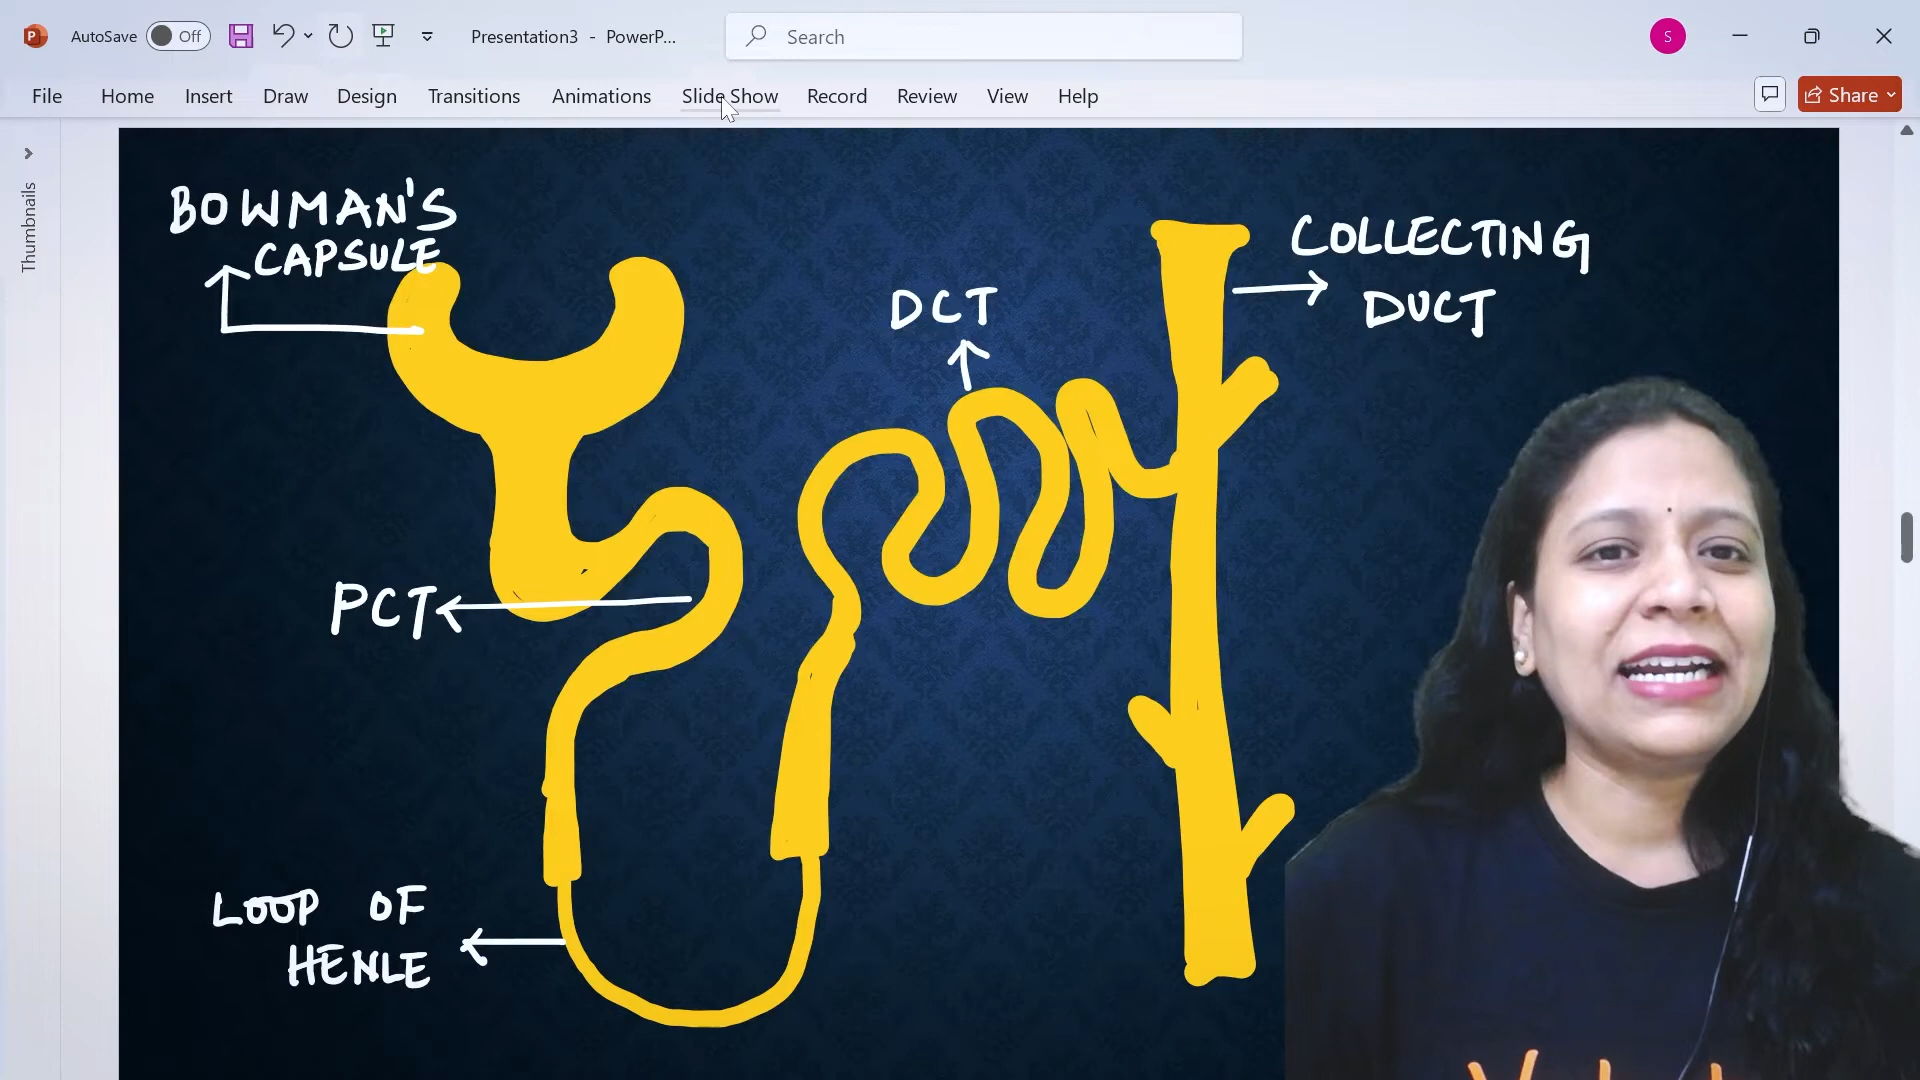 AutoSave Off Presentation3 - PowerP... Search S
File Home Insert Draw Design Transitions Animations Slide Show Record Review View Help Share
Thumbnails
BOWMAN'S
CAPSULE
COLLECTING
DUCT
DCT
PCT
LOOP OF
HENLE